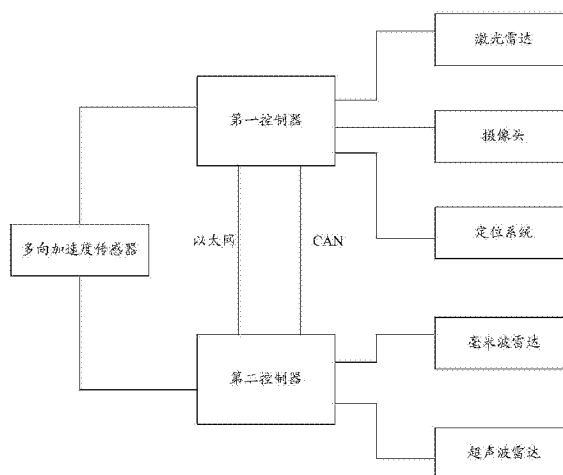 激光雷达
第一控制器
摄像头
多向加速度传感器
以太网
CAN
定位系统
第二控制器
毫米波雷达
超声波雷达